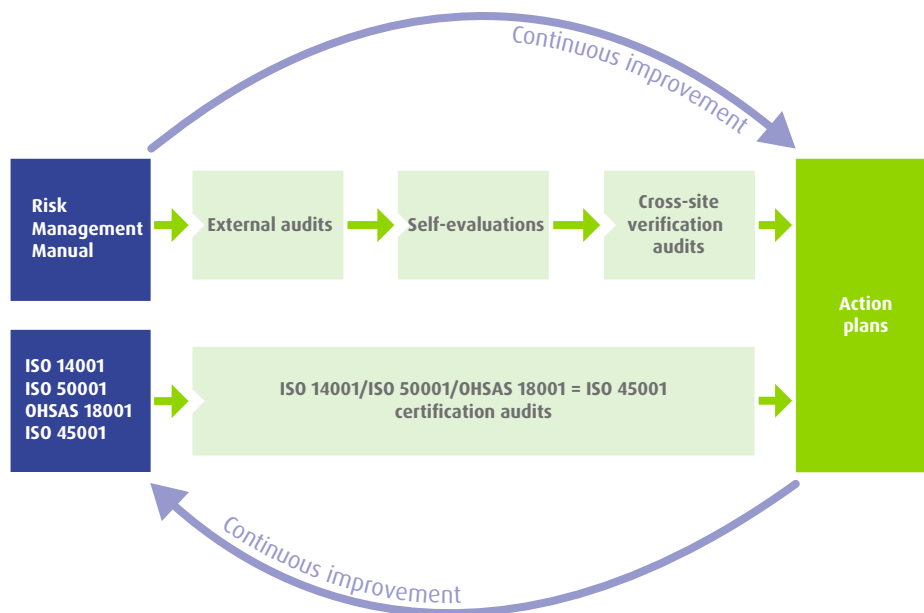 Continuous improvement
Risk
Management
Manual
External audits
Self-evaluations
Cross-site
verification
audits
Action
plans
ISO 14001
ISO 50001
OHSAS 18001
ISO 45001
ISO 14001/ISO 50001/OHSAS 18001 = ISO 45001
certification audits
Continuous improvement